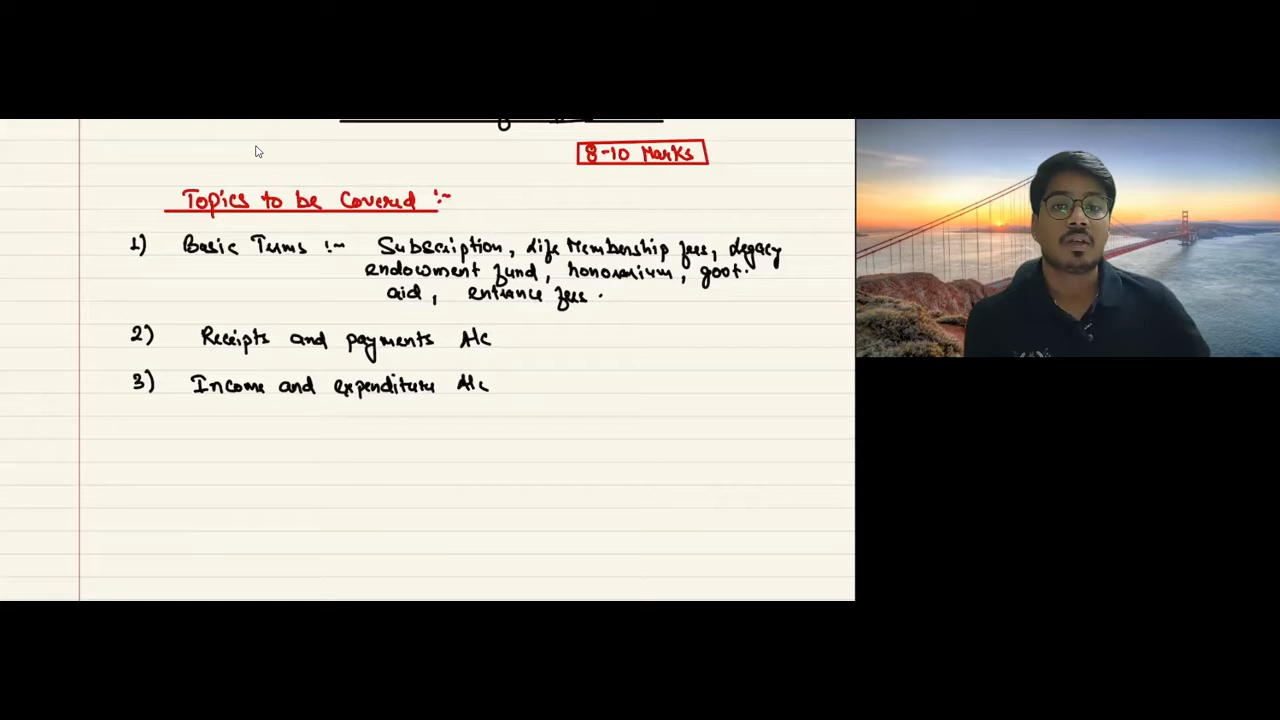 8-10 Marks
Topics to be Covered :-
1) Basic Terms :- Subscription, life Membership fees, legacy
endowment fund, honorarium, govt.
aid, entrance fees.
2) Receipts and payments A/c
3) Income and expenditure A/c